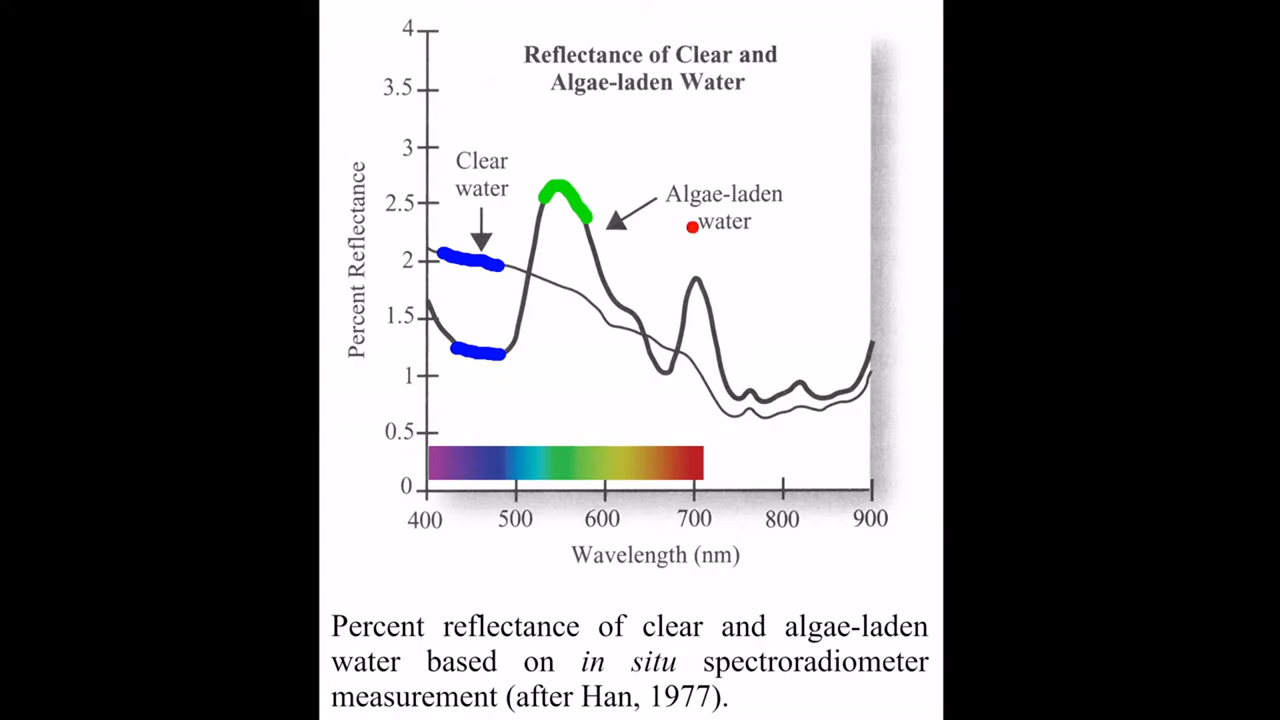 Reflectance of Clear and
Algae-laden Water
4
3.5
3
2.5
2
1.5
1
0.5
0
Percent Reflectance
Clear
water
Algae-laden
water
400 500 600 700 800 900
Wavelength (nm)
Percent reflectance of clear and algae-laden
water based on in situ spectroradiometer
measurement (after Han, 1977).